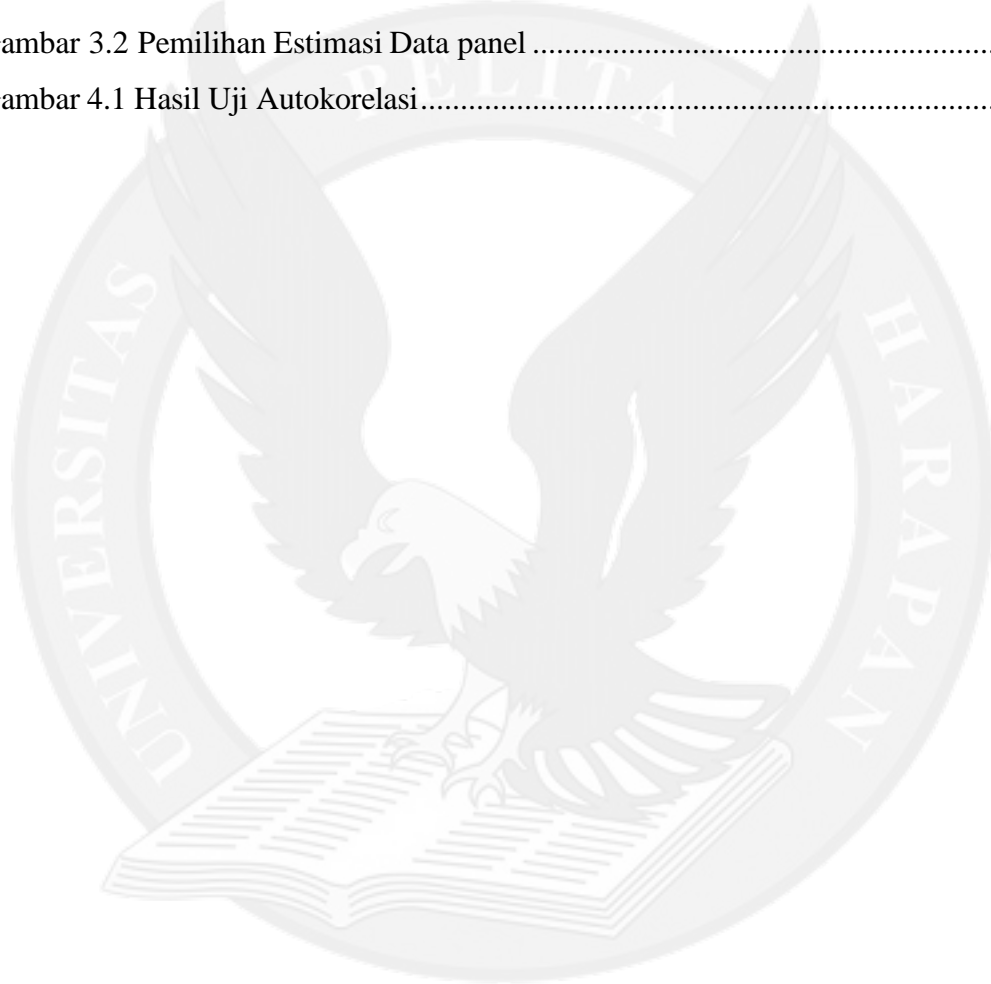 ambar 3.2 Pemilihan Estimasi Data panel ....................................................................................
ambar 4.1 Hasil Uji Autokorelasi.........................................................................................................
UNIVERSITAS PELITA HARAPAN